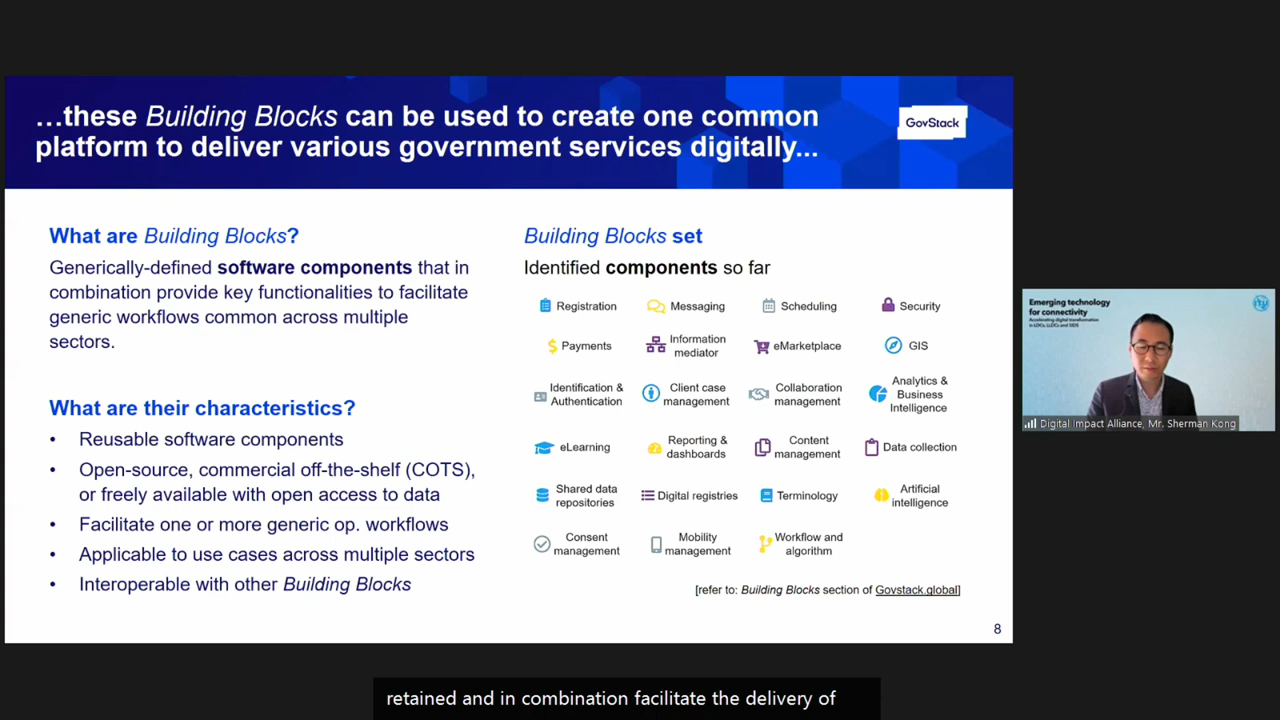 …these Building Blocks can be used to create one common
platform to deliver various government services digitally...
GovStack
What are Building Blocks?
Generically-defined software components that in
combination provide key functionalities to facilitate
generic workflows common across multiple
sectors.
What are their characteristics?
• Reusable software components
• Open-source, commercial off-the-shelf (COTS),
or freely available with open access to data
• Facilitate one or more generic op. workflows
• Applicable to use cases across multiple sectors
• Interoperable with other Building Blocks
Building Blocks set
Identified components so far
Registration
Messaging
Scheduling
Security
Payments
Information
mediator
eMarketplace
GIS
Identification &
Authentication
Client case
management
Collaboration
management
Analytics &
Business
Intelligence
eLearning
Reporting &
dashboards
Content
management
Data collection
Shared data
repositories
Digital registries
Terminology
Artificial
intelligence
Consent
management
Mobility
management
Workflow and
algorithm
[refer to: Building Blocks section of Govstack.global]
8
Emerging technology
for connectivity
Accelerating digital transformation
in LDCs, LLDCs and SIDS
Digital Impact Alliance, Mr. Sherman Kong
retained and in combination facilitate the delivery of